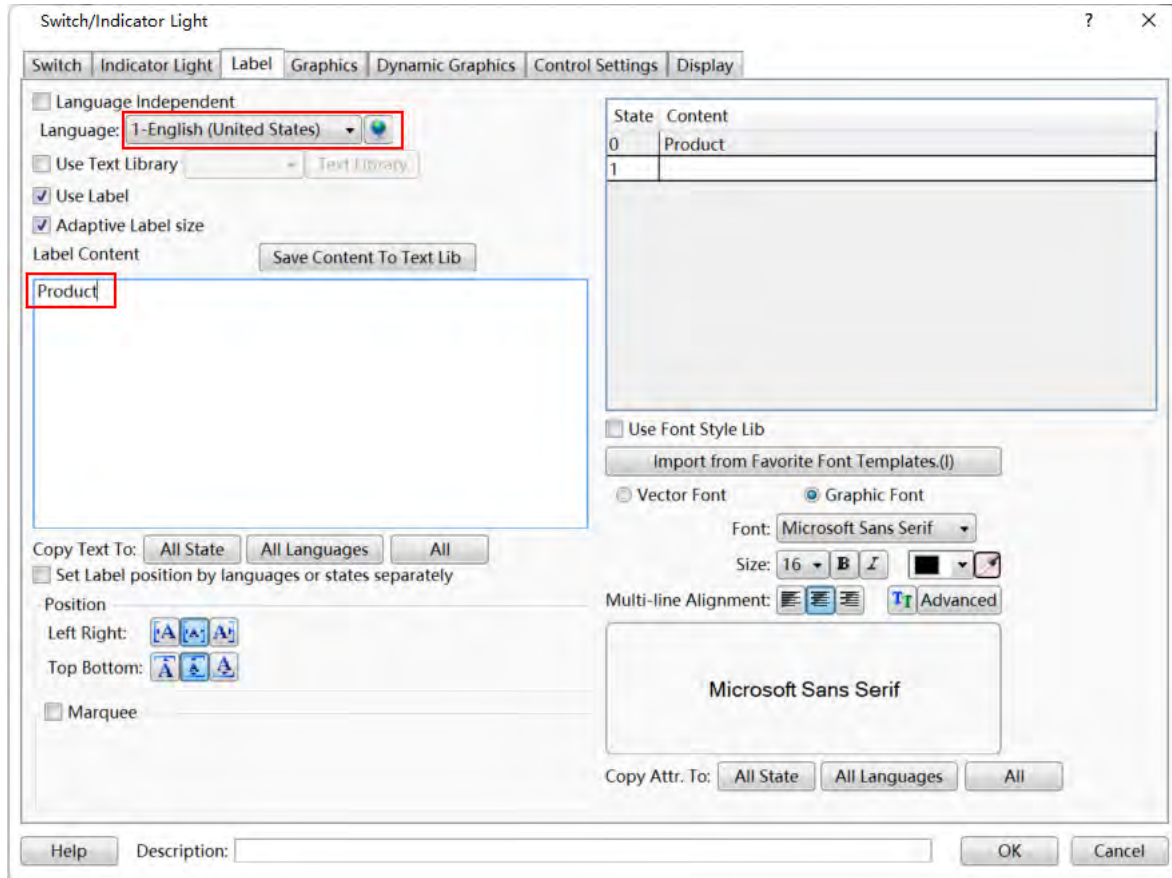 Switch/Indicator Light
?
Switch Indicator Light Label Graphics Dynamic Graphics Control Settings Display
Language Independent
Language: 1-English (United States)
Use Text Library Text Library
Use Label
Adaptive Label size
Label Content Save Content To Text Lib
Product
Copy Text To: All State All Languages All
Set Label position by languages or states separately
Position
Left Right: A A A
Top Bottom: A A A
Marquee
State Content
0 Product
1
Use Font Style Lib
Import from Favorite Font Templates.(I)
Vector Font Graphic Font
Font: Microsoft Sans Serif
Size: 16 B I
Multi-line Alignment: TT Advanced
Microsoft Sans Serif
Copy Attr. To: All State All Languages All
Help Description: OK Cancel